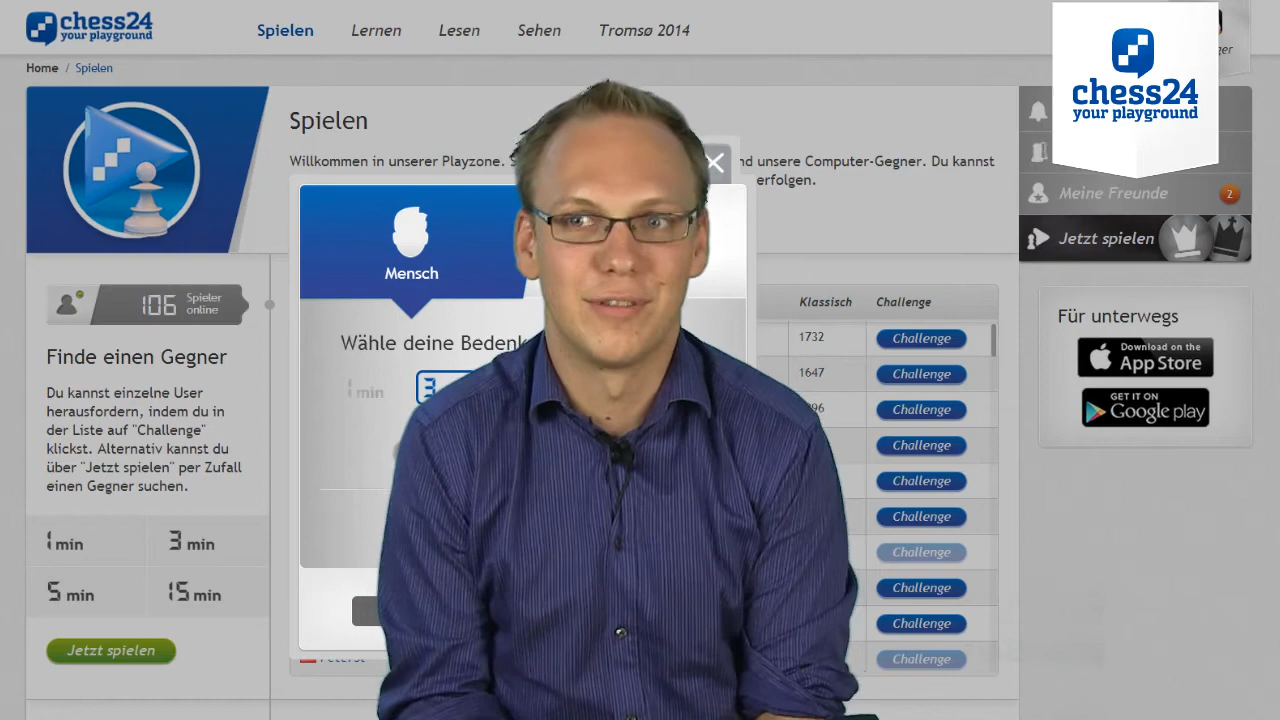 chess24
your playground
Spielen
Lernen
Lesen
Sehen
Tromsø 2014
chess24
your playground
Home / Spielen
Spielen
Willkommen in unserer Playzone.
nd unsere Computer-Gegner. Du kannst
erfolgen.
Meine Freunde
2
Jetzt spielen
Mensch
106
Spieler
online
Klassisch
Challenge
Finde einen Gegner
Du kannst einzelne User
herausfordern, indem du in
der Liste auf "Challenge"
klickst. Alternativ kannst du
über "Jetzt spielen" per Zufall
einen Gegner suchen.
Wähle deine Bedenk
1 min
3
1732
Challenge
1647
Challenge
Challenge
Challenge
Challenge
Challenge
Challenge
Challenge
Challenge
Challenge
Für unterwegs
Download on the
App Store
GET IT ON
Google play
1 min
3 min
5 min
15 min
Jetzt spielen